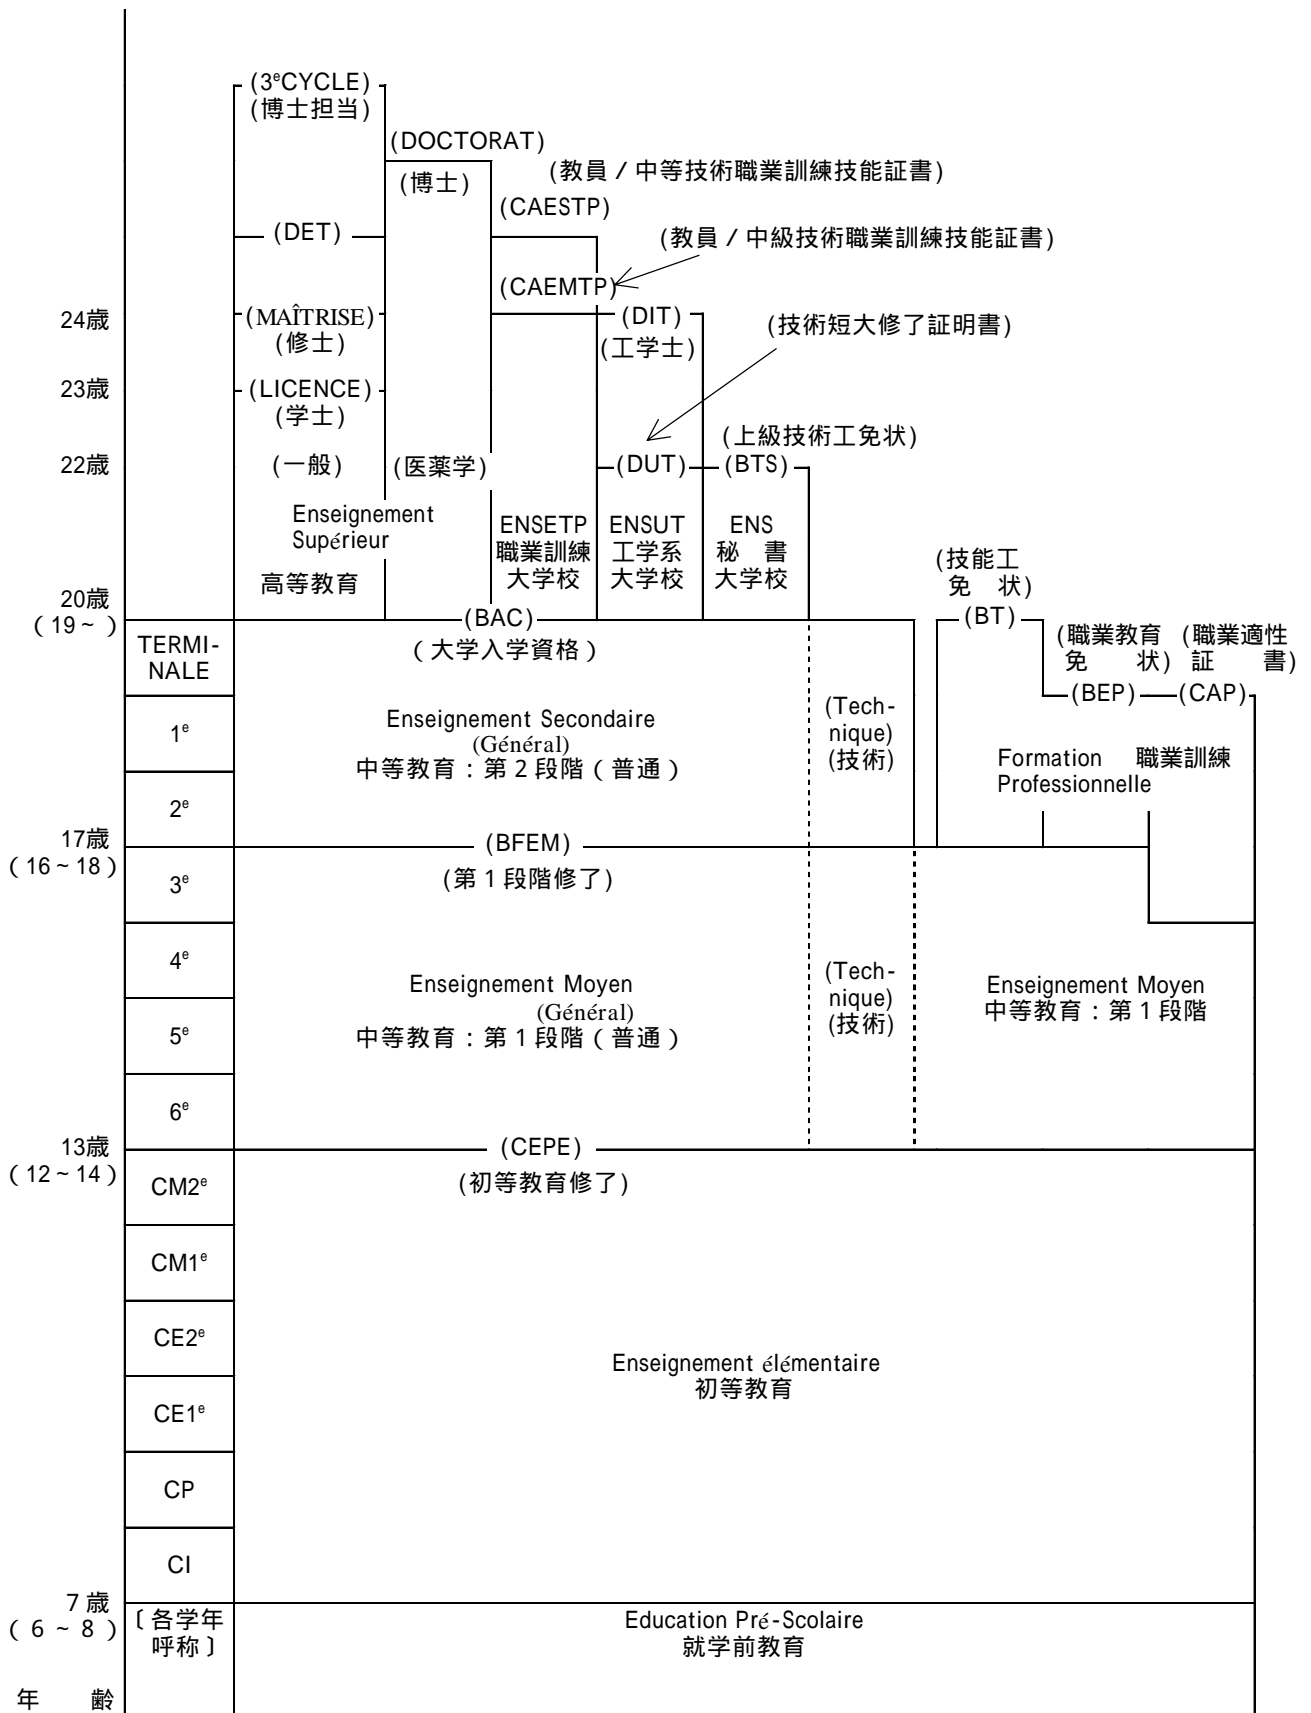 (3ᵉCYCLE)
(博士担当)
(DOCTORAT)
(博士)
(教員/中等技術職業訓練技能証書)
(CAESTP)
(DET)
(教員/中級技術職業訓練技能証書)
(CAEMTP)
24歳
(MAÎTRISE)
(修士)
(DIT)
(工学士)
(技術短大修了証明書)
23歳
(LICENCE)
(学士)
(上級技術工免状)
22歳
(一般)
(医薬学)
(DUT)
(BTS)
Enseignement
Supérieur
高等教育
ENSETP
職業訓練
大学校
ENSUT
工学系
大学校
ENS
秘 書
大学校
(技能工
免 状)
(BT)
20歳
(19~)
(BAC)
(大学入学資格)
TERMI-
NALE
(職業教育
免 状)
(BEP)
(職業適性
証 書)
(CAP)
1ᵉ
Enseignement Secondaire
(Général)
中等教育:第2段階(普通)
(Tech-
nique)
(技術)
Formation 職業訓練
Professionnelle
2ᵉ
17歳
(16~18)
(BFEM)
(第1段階修了)
3ᵉ
4ᵉ
Enseignement Moyen
(Général)
中等教育:第1段階(普通)
(Tech-
nique)
(技術)
Enseignement Moyen
中等教育:第1段階
5ᵉ
6ᵉ
13歳
(12~14)
(CEPE)
(初等教育修了)
CM2ᵉ
CM1ᵉ
CE2ᵉ
Enseignement élémentaire
初等教育
CE1ᵉ
CP
CI
7歳
(6~8)
〔各学年
呼称〕
Education Pré-Scolaire
就学前教育
年 齢